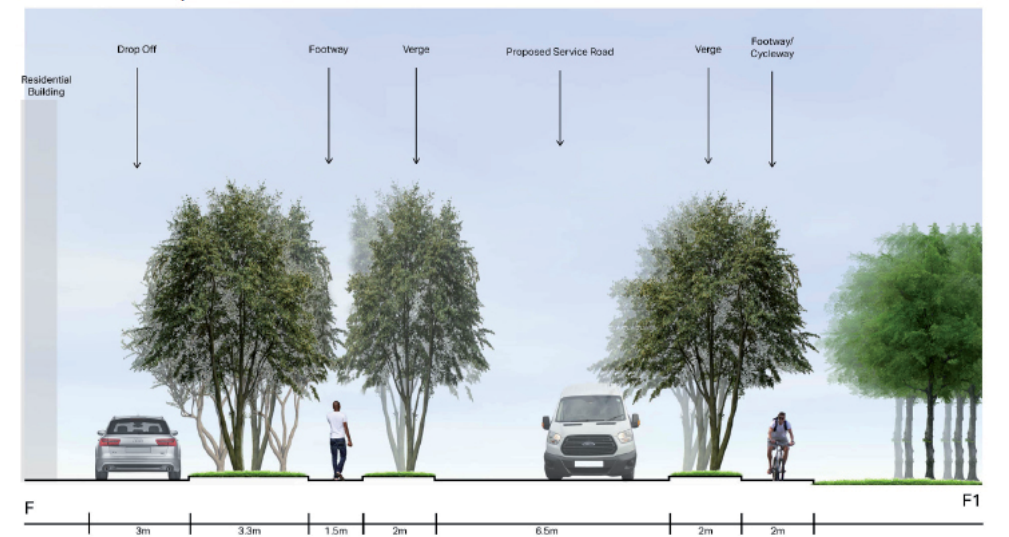 Drop Off
Footway
Verge
Proposed Service Road
Verge
Footway/
Cycleway
Residential
Building
F
F1
3m
3.3m
1.5m
2m
6.5m
2m
2m